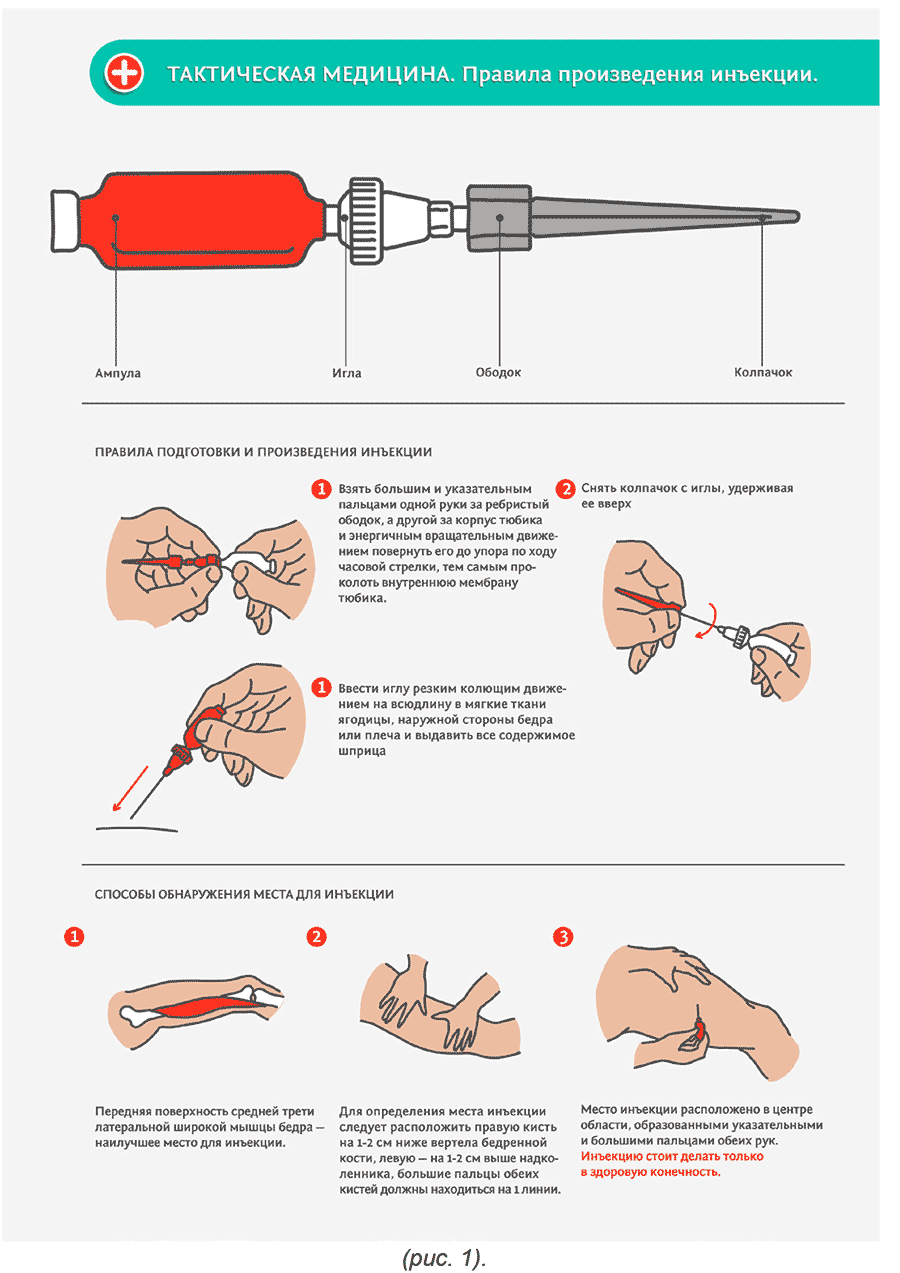 ТАКТИЧЕСКАЯ МЕДИЦИНА. Правила произведения инъекции.
Ампула
Игла
Ободок
Колпачок
ПРАВИЛА ПОДГОТОВКИ И ПРОИЗВЕДЕНИЯ ИНЪЕКЦИИ
1
Взять большим и указательным
пальцами одной руки за ребристый
ободок, а другой за корпус тюбика
и энергичным вращательным движе-
нием повернуть его до упора по ходу
часовой стрелки, тем самым про-
колоть внутреннюю мембрану
тюбика.
2
Снять колпачок с иглы, удерживая
ее вверх
1
Ввести иглу резким колющим движе-
нием на всюдлину в мягкие ткани
ягодицы, наружной стороны бедра
или плеча и выдавить все содержимое
шприца
СПОСОБЫ ОБНАРУЖЕНИЯ МЕСТА ДЛЯ ИНЪЕКЦИИ
1
Передняя поверхность средней трети
латеральной широкой мышцы бедра –
наилучшее место для инъекции.
2
Для определения места инъекции
следует расположить правую кисть
на 1-2 см ниже вертела бедренной
кости, левую – на 1-2 см выше надко-
ленника, большие пальцы обеих
кистей должны находиться на 1 линии.
3
Место инъекции расположено в центре
области, образованными указательными
и большими пальцами обеих рук.
Инъекцию стоит делать только
в здоровую конечность.
(рис. 1).